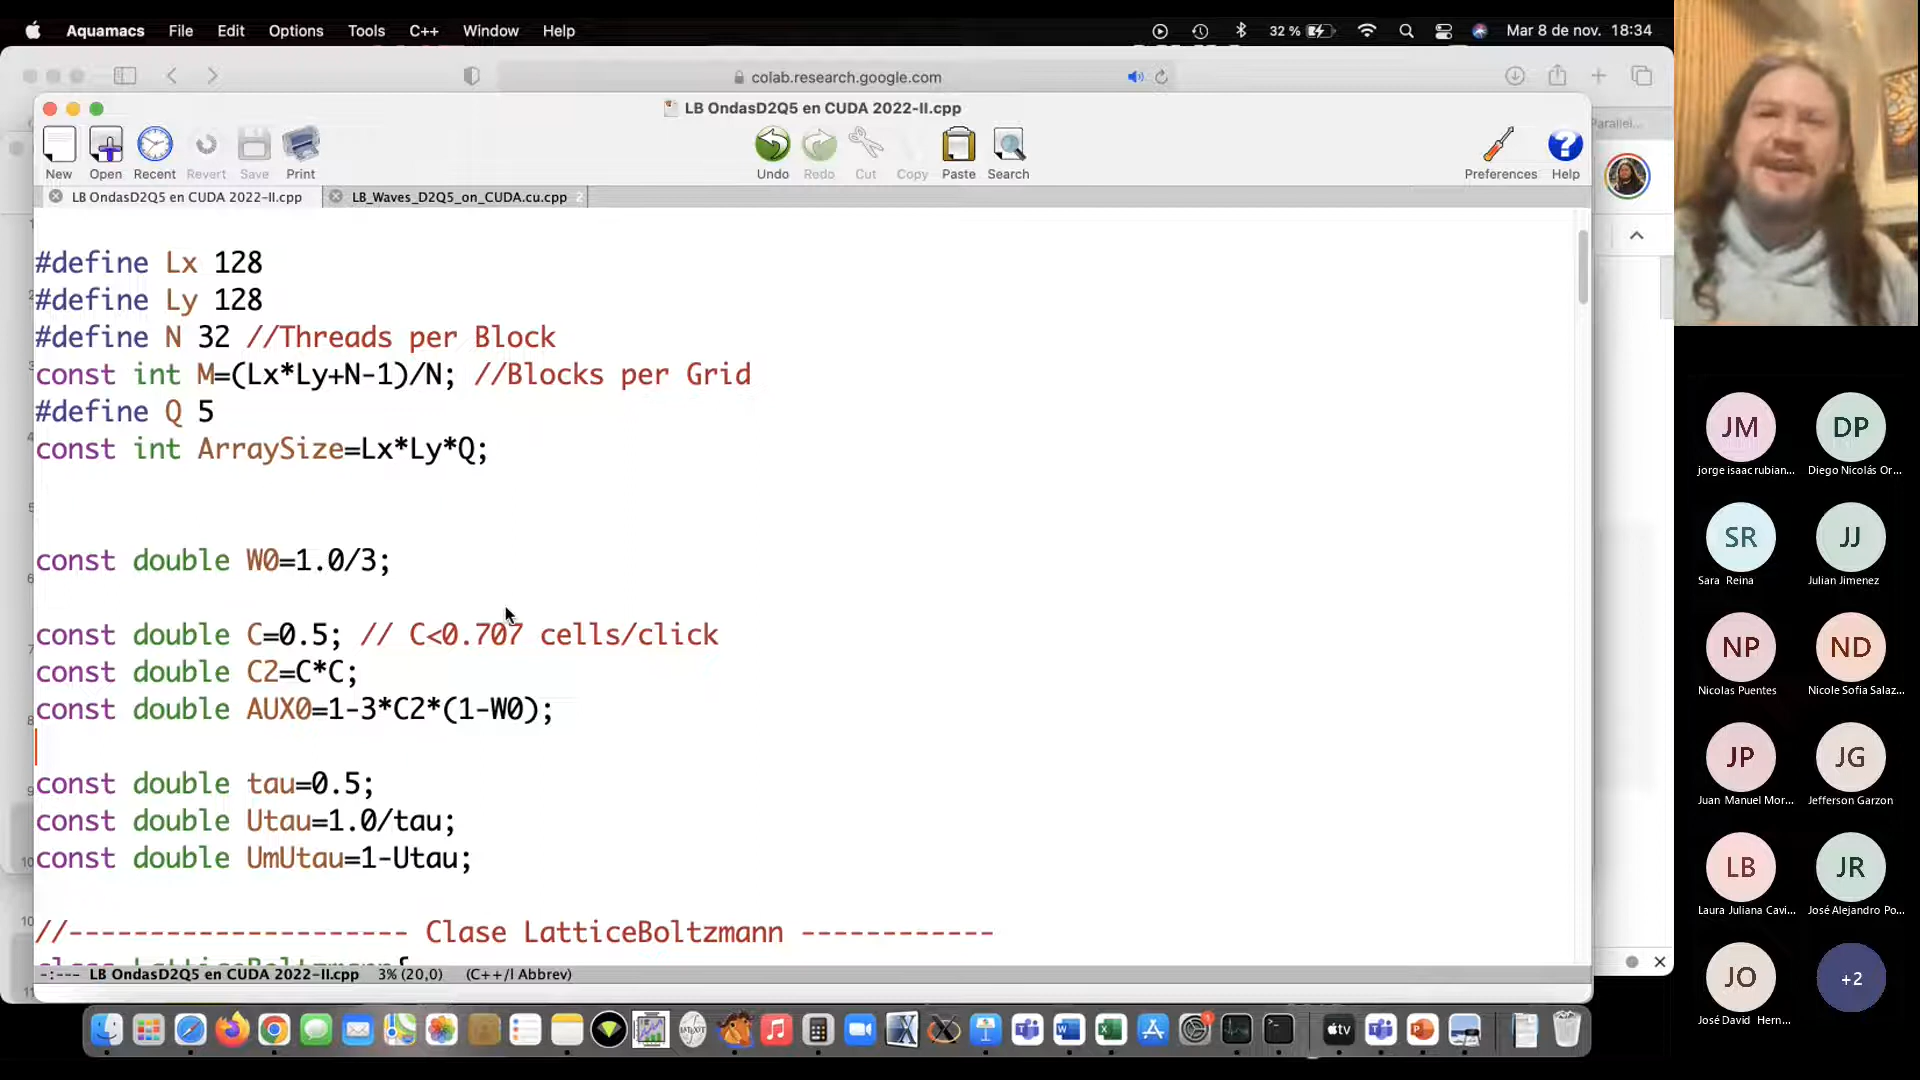 Aquamacs File Edit Options Tools C++ Window Help 32 % Mar 8 de nov. 18:34
colab.research.google.com
LB OndasD2Q5 en CUDA 2022-II.cpp
Parallel...
New Open Recent Revert Save Print Undo Redo Cut Copy Paste Search Preferences Help
LB OndasD2Q5 en CUDA 2022-II.cpp LB_Waves_D2Q5_on_CUDA.cu.cpp 2
#define Lx 128
#define Ly 128
#define N 32 //Threads per Block
const int M=(Lx*Ly+N-1)/N; //Blocks per Grid
#define Q 5
const int ArraySize=Lx*Ly*Q;
const double W0=1.0/3;
const double C=0.5; // C<0.707 cells/click
const double C2=C*C;
const double AUX0=1-3*C2*(1-W0);
const double tau=0.5;
const double Utau=1.0/tau;
const double UmUtau=1-Utau;
//--------------------- Clase LatticeBoltzmann ------------
class LatticeBoltzmann{
-:--- LB OndasD2Q5 en CUDA 2022-II.cpp 3% (20,0) (C++/l Abbrev)
JM DP
jorge isaac rubian... Diego Nicolás Or...
SR JJ
Sara Reina Julian Jimenez
NP ND
Nicolas Puentes Nicole Sofia Salaz...
JP JG
Juan Manuel Mor... Jefferson Garzon
LB JR
Laura Juliana Cavi... José Alejandro Po...
JO +2
José David Hern...
tv